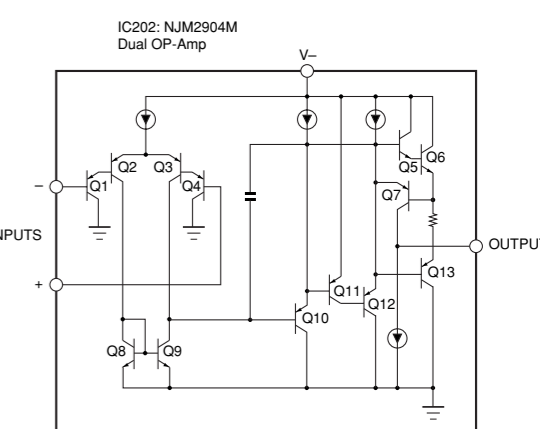 IC202: NJM2904M
Dual OP-Amp
V–
Q2 Q3 Q5 Q6
Q1 Q4 Q7
–
NPUTS
OUTPUT
+
Q11 Q12 Q13
Q10
Q8 Q9